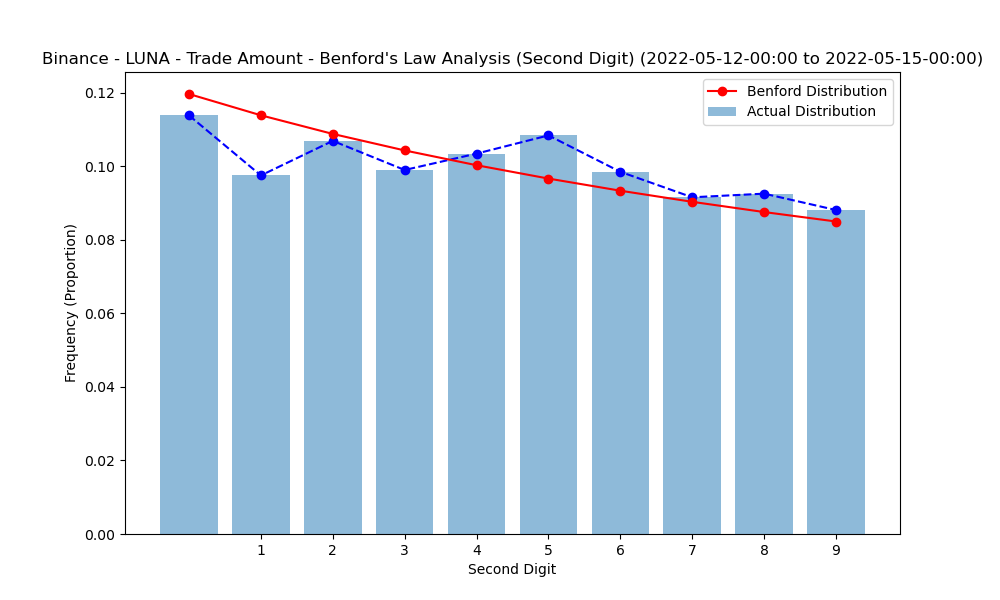 Binance - LUNA - Trade Amount - Benford's Law Analysis (Second Digit) (2022-05-12-00:00 to 2022-05-15-00:00)
Benford Distribution
Actual Distribution
0.12
0.10
0.08
0.06
0.04
0.02
0.00
Frequency (Proportion)
1 2 3 4 5 6 7 8 9
Second Digit